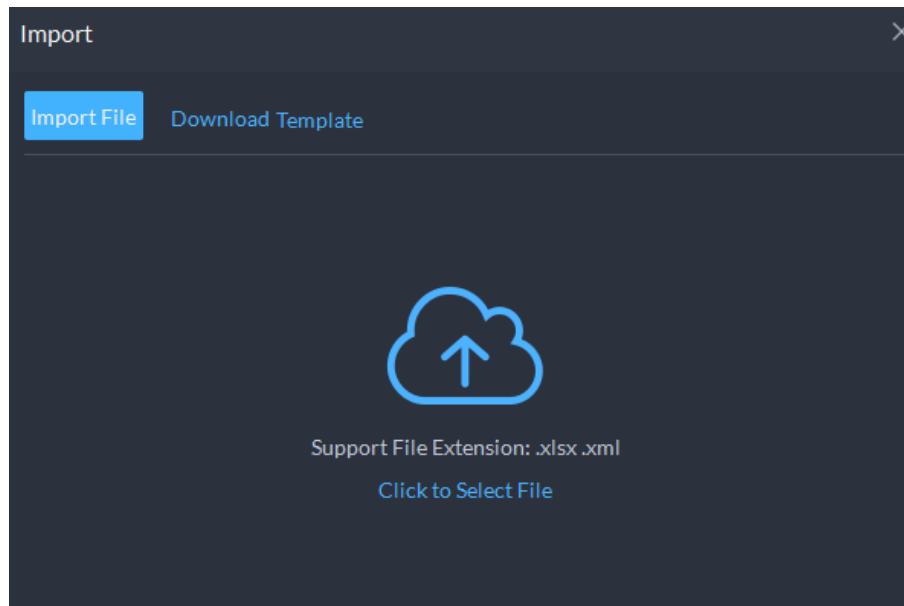 Import
Import File
Download Template
Support File Extension: .xlsx .xml
Click to Select File